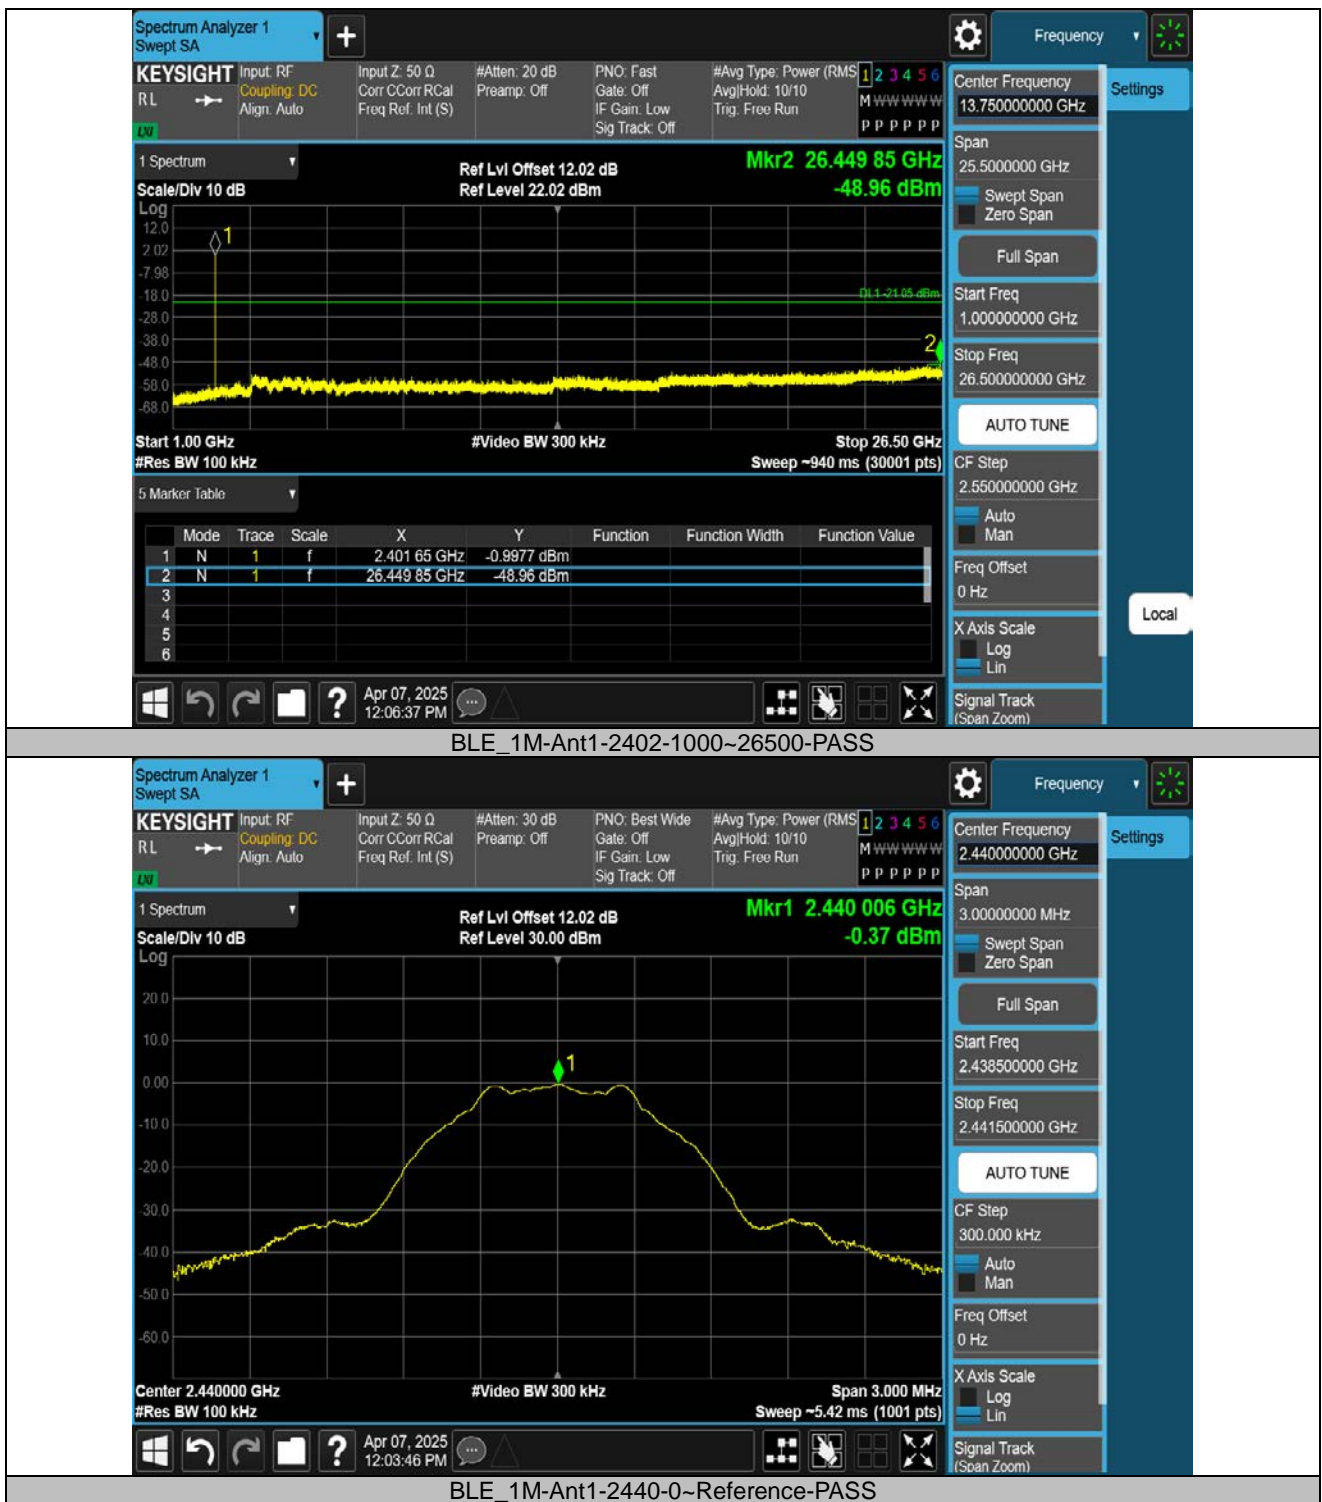 Spectrum Analyzer 1
Swept SA
+
Frequency
KEYSIGHT
RL
LXI
Input: RF
Coupling: DC
Align: Auto
Input Z: 50 Ω
Corr CCorr RCal
Freq Ref: Int (S)
#Atten: 20 dB
Preamp: Off
PNO: Fast
Gate: Off
IF Gain: Low
Sig Track: Off
#Avg Type: Power (RMS
Avg|Hold: 10/10
Trig: Free Run
1 2 3 4 5 6
M W W W W W
P P P P P P
1 Spectrum
Scale/Div 10 dB
Ref Lvl Offset 12.02 dB
Ref Level 22.02 dBm
Mkr2 26.449 85 GHz
-48.96 dBm
Log
12.0
2.02
-7.98
-18.0
-28.0
-38.0
-48.0
-58.0
-68.0
1
DL1 -21.05 dBm
2
Start 1.00 GHz
#Video BW 300 kHz
Stop 26.50 GHz
#Res BW 100 kHz
Sweep ~940 ms (30001 pts)
5 Marker Table
Mode Trace Scale X Y Function Function Width Function Value
1 N 1 f 2.401 65 GHz -0.9977 dBm
2 N 1 f 26.449 85 GHz -48.96 dBm
3
4
5
6
Apr 07, 2025
12:06:37 PM
Center Frequency
13.750000000 GHz
Settings
Span
25.5000000 GHz
Swept Span
Zero Span
Full Span
Start Freq
1.000000000 GHz
Stop Freq
26.500000000 GHz
AUTO TUNE
CF Step
2.550000000 GHz
Auto
Man
Freq Offset
0 Hz
X Axis Scale
Log
Lin
Signal Track
(Span Zoom)
Local
BLE_1M-Ant1-2402-1000~26500-PASS
Spectrum Analyzer 1
Swept SA
+
Frequency
KEYSIGHT
RL
LXI
Input: RF
Coupling: DC
Align: Auto
Input Z: 50 Ω
Corr CCorr RCal
Freq Ref: Int (S)
#Atten: 30 dB
Preamp: Off
PNO: Best Wide
Gate: Off
IF Gain: Low
Sig Track: Off
#Avg Type: Power (RMS
Avg|Hold: 10/10
Trig: Free Run
1 2 3 4 5 6
M W W W W W
P P P P P P
1 Spectrum
Scale/Div 10 dB
Ref Lvl Offset 12.02 dB
Ref Level 30.00 dBm
Mkr1 2.440 006 GHz
-0.37 dBm
Log
20.0
10.0
0.00
-10.0
-20.0
-30.0
-40.0
-50.0
-60.0
1
Center 2.440000 GHz
#Video BW 300 kHz
Span 3.000 MHz
#Res BW 100 kHz
Sweep ~5.42 ms (1001 pts)
Apr 07, 2025
12:03:46 PM
Center Frequency
2.440000000 GHz
Settings
Span
3.00000000 MHz
Swept Span
Zero Span
Full Span
Start Freq
2.438500000 GHz
Stop Freq
2.441500000 GHz
AUTO TUNE
CF Step
300.000 kHz
Auto
Man
Freq Offset
0 Hz
X Axis Scale
Log
Lin
Signal Track
(Span Zoom)
BLE_1M-Ant1-2440-0~Reference-PASS